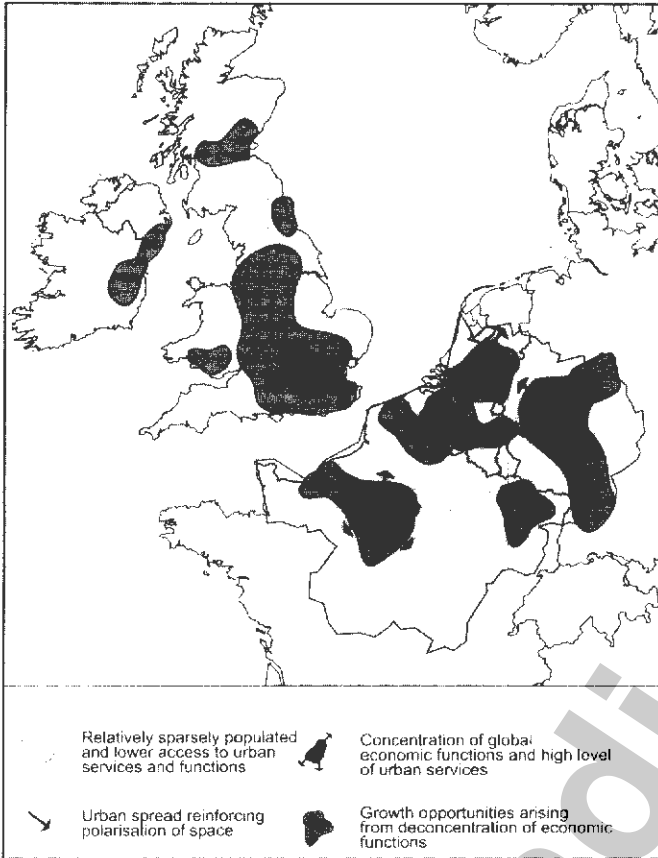 Relatively sparsely populated
and lower access to urban
services and functions
Concentration of global
economic functions and high level
of urban services
Urban spread reinforcing
polarisation of space
Growth opportunities arising
from deconcentration of economic
functions